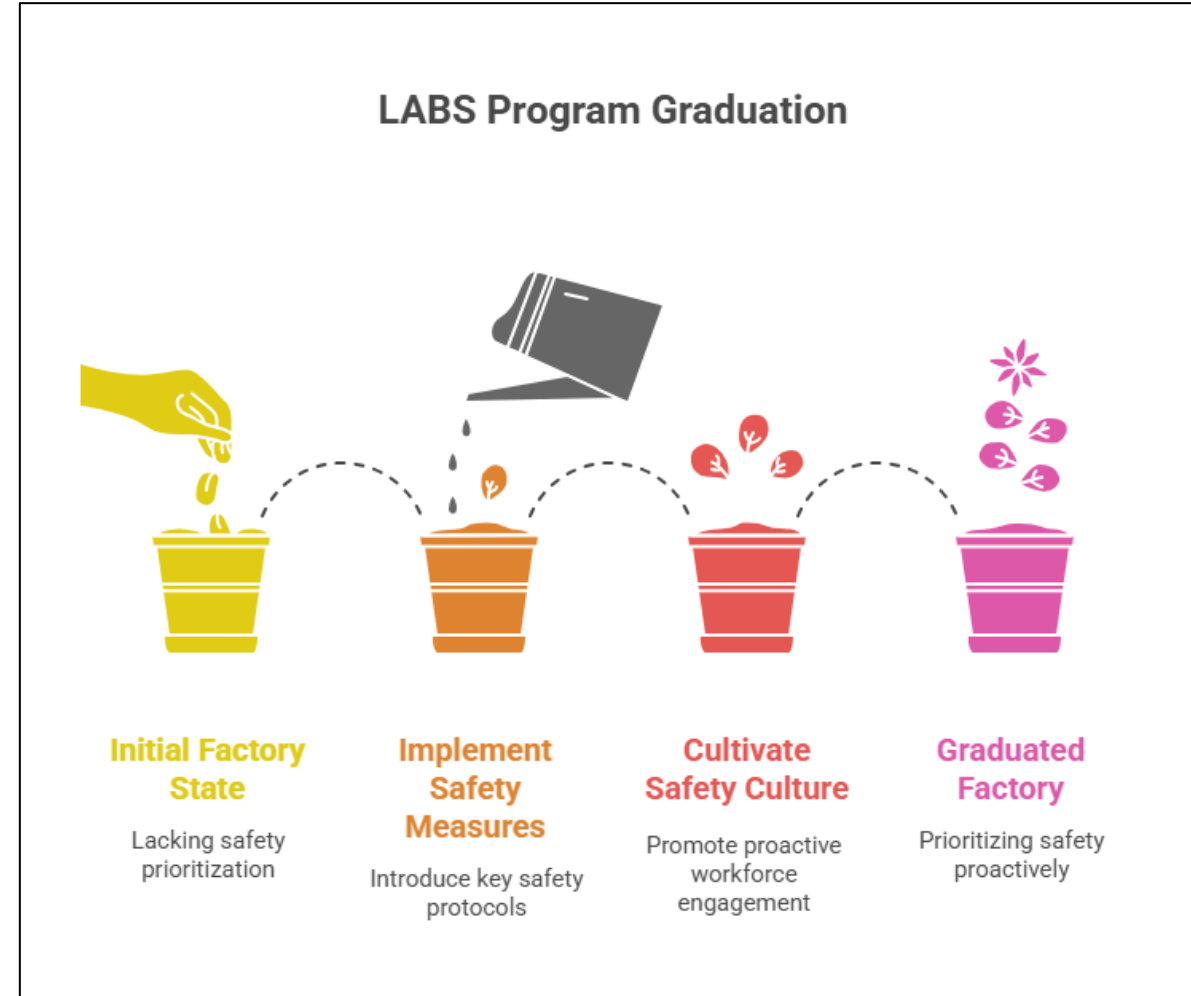 LABS Program Graduation
Initial Factory
State
Lacking safety
prioritization
Implement
Safety
Measures
Introduce key safety
protocols
Cultivate
Safety Culture
Promote proactive
workforce
engagement
Graduated
Factory
Prioritizing safety
proactively